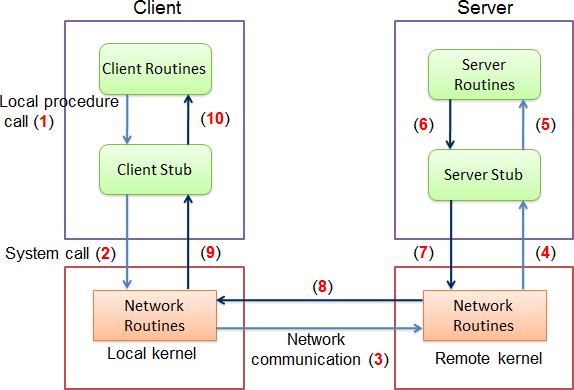 Client
Server
Client Routines
Server
Routines
Local procedure
call (1)
(10)
(6)
(5)
Client Stub
Server Stub
System call (2)
(9)
(7)
(4)
(8)
Network
Routines
Network
Routines
Network
communication (3)
Local kernel
Remote kernel